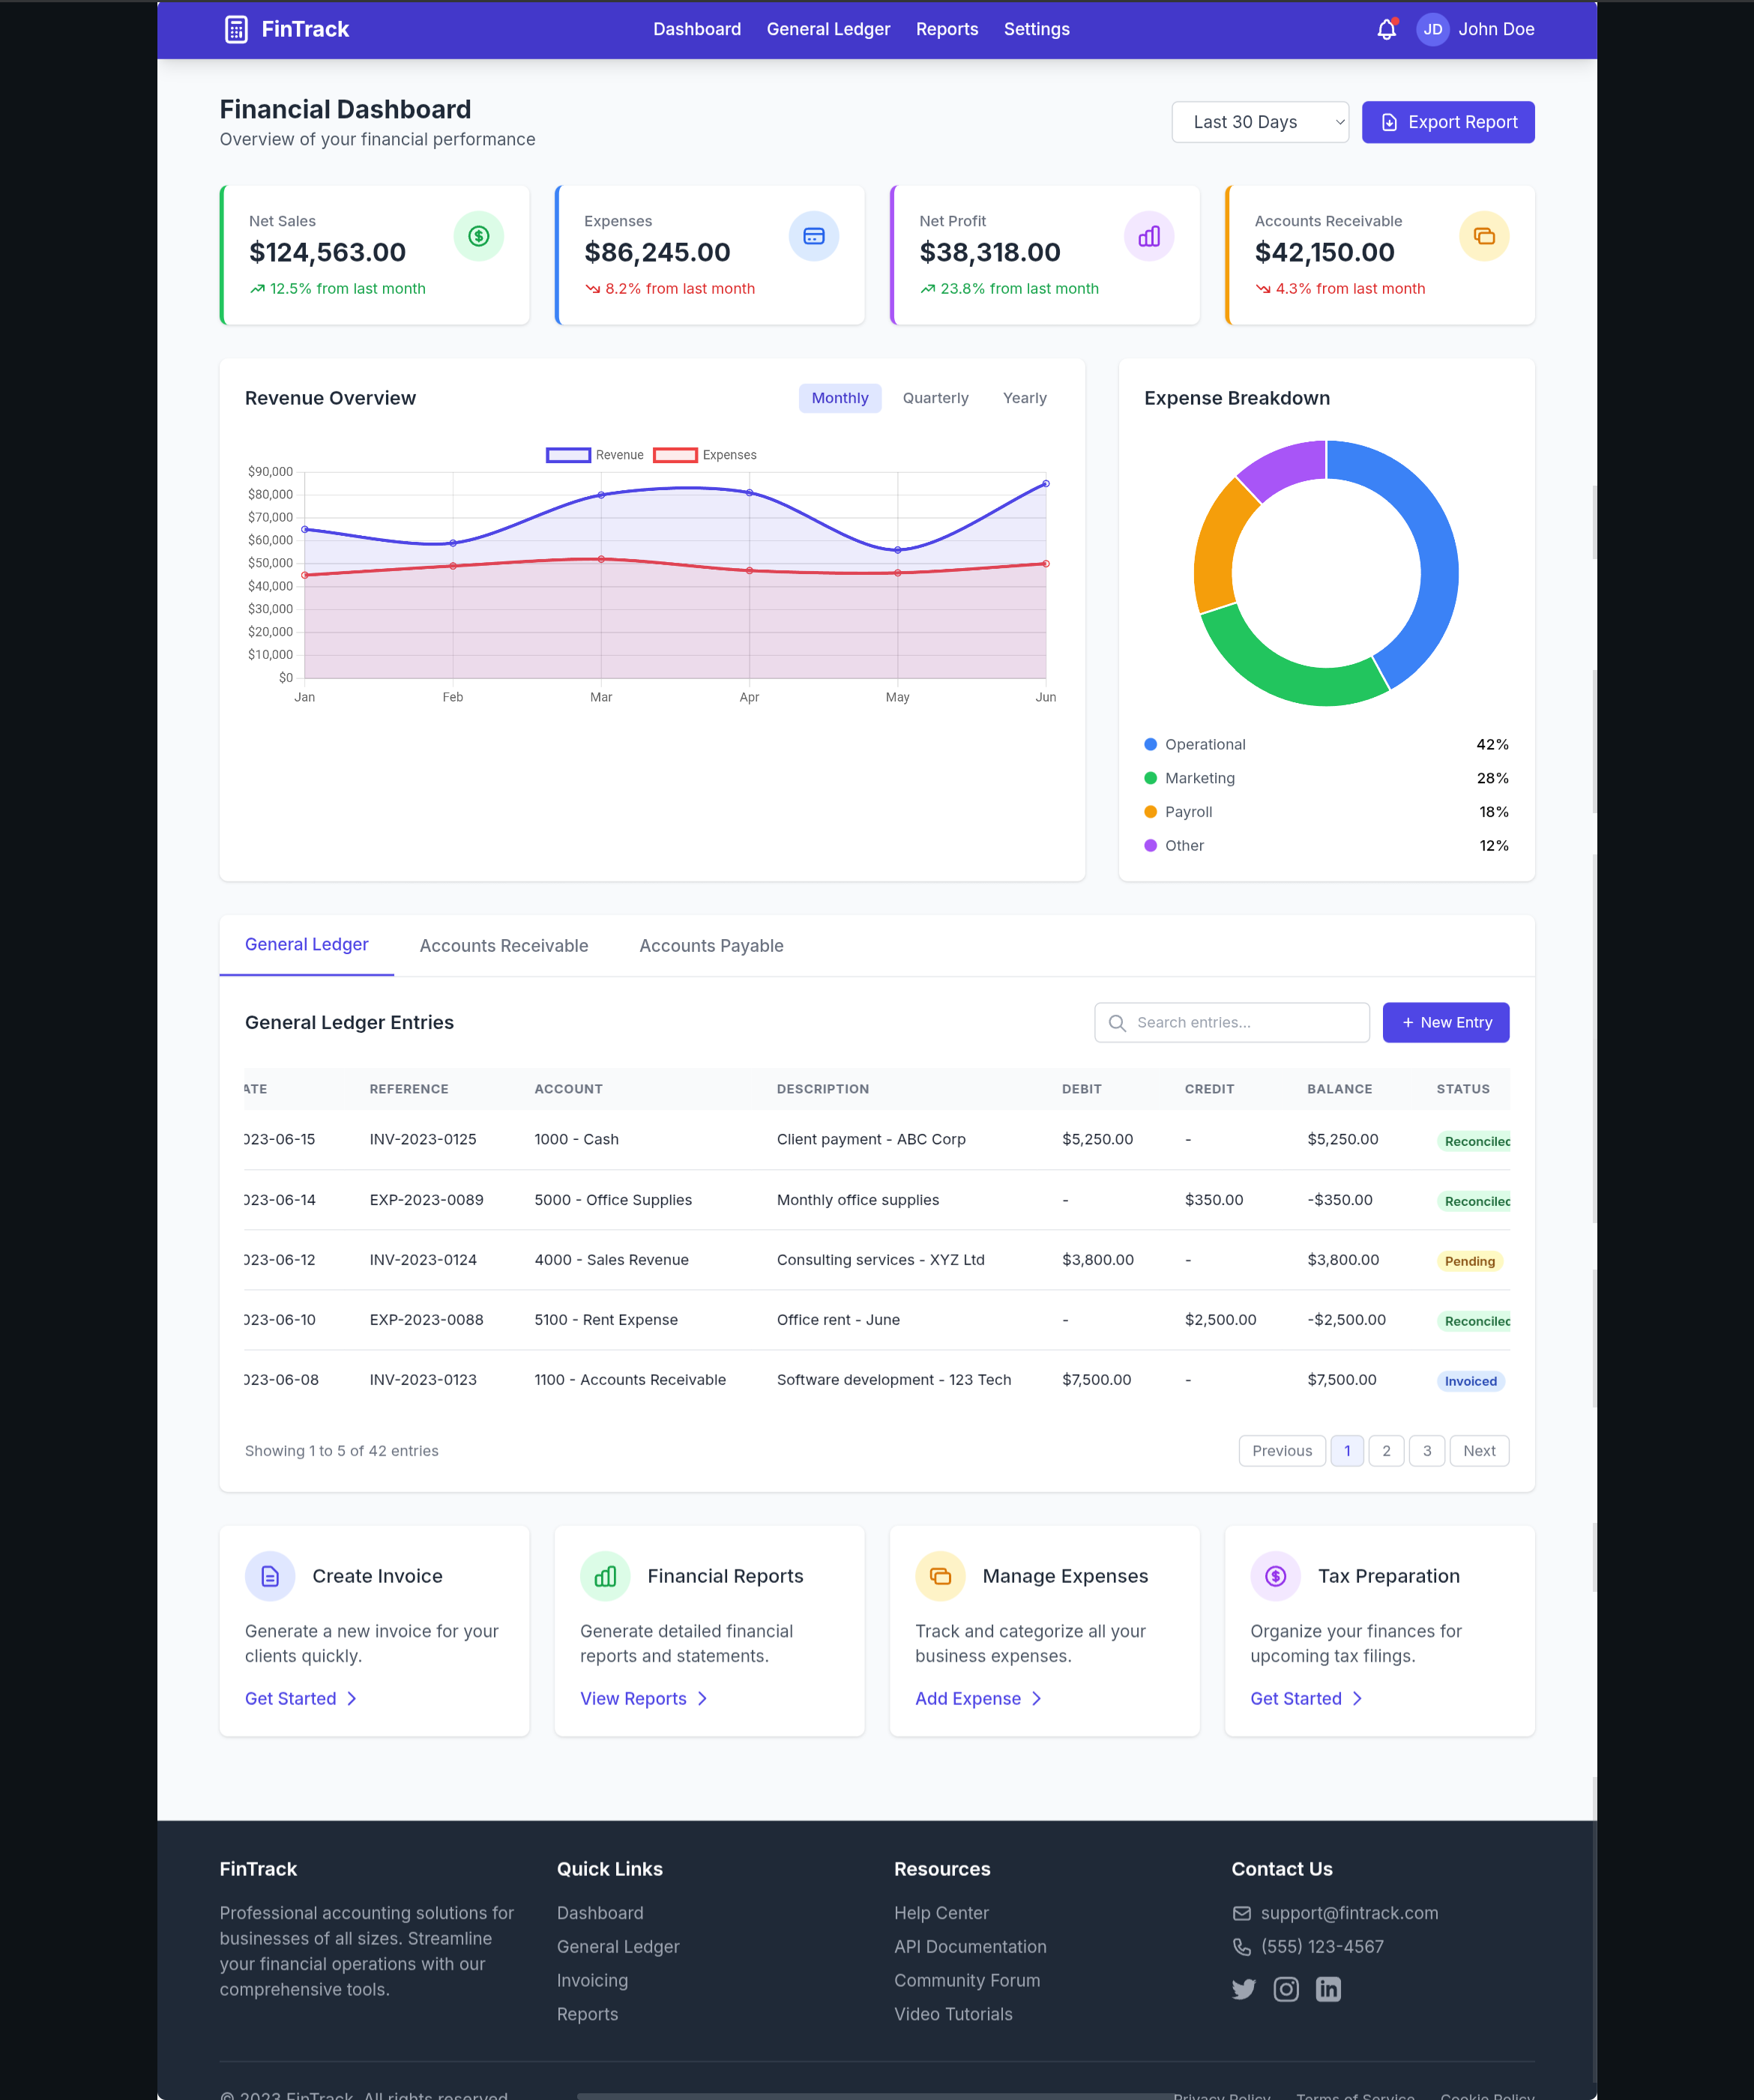 FinTrack
Dashboard General Ledger Reports Settings
JD John Doe
Financial Dashboard
Overview of your financial performance
Last 30 Days
Export Report
Net Sales
$124,563.00
12.5% from last month
Expenses
$86,245.00
8.2% from last month
Net Profit
$38,318.00
23.8% from last month
Accounts Receivable
$42,150.00
4.3% from last month
Revenue Overview
Monthly Quarterly Yearly
Revenue Expenses
$90,000
$80,000
$70,000
$60,000
$50,000
$40,000
$30,000
$20,000
$10,000
$0
Jan Feb Mar Apr May Jun
Expense Breakdown
Operational 42%
Marketing 28%
Payroll 18%
Other 12%
General Ledger Accounts Receivable Accounts Payable
General Ledger Entries
Search entries...
+ New Entry
ATE REFERENCE ACCOUNT DESCRIPTION DEBIT CREDIT BALANCE STATUS
023-06-15 INV-2023-0125 1000 - Cash Client payment - ABC Corp $5,250.00 - $5,250.00 Reconciled
023-06-14 EXP-2023-0089 5000 - Office Supplies Monthly office supplies - $350.00 -$350.00 Reconciled
023-06-12 INV-2023-0124 4000 - Sales Revenue Consulting services - XYZ Ltd $3,800.00 - $3,800.00 Pending
023-06-10 EXP-2023-0088 5100 - Rent Expense Office rent - June - $2,500.00 -$2,500.00 Reconciled
023-06-08 INV-2023-0123 1100 - Accounts Receivable Software development - 123 Tech $7,500.00 - $7,500.00 Invoiced
Showing 1 to 5 of 42 entries
Previous 1 2 3 Next
Create Invoice
Generate a new invoice for your
clients quickly.
Get Started
Financial Reports
Generate detailed financial
reports and statements.
View Reports
Manage Expenses
Track and categorize all your
business expenses.
Add Expense
Tax Preparation
Organize your finances for
upcoming tax filings.
Get Started
FinTrack
Professional accounting solutions for
businesses of all sizes. Streamline
your financial operations with our
comprehensive tools.
Quick Links
Dashboard
General Ledger
Invoicing
Reports
Resources
Help Center
API Documentation
Community Forum
Video Tutorials
Contact Us
support@fintrack.com
(555) 123-4567
© 2023 FinTrack. All rights reserved.
Privacy Policy Terms of Service Cookie Policy